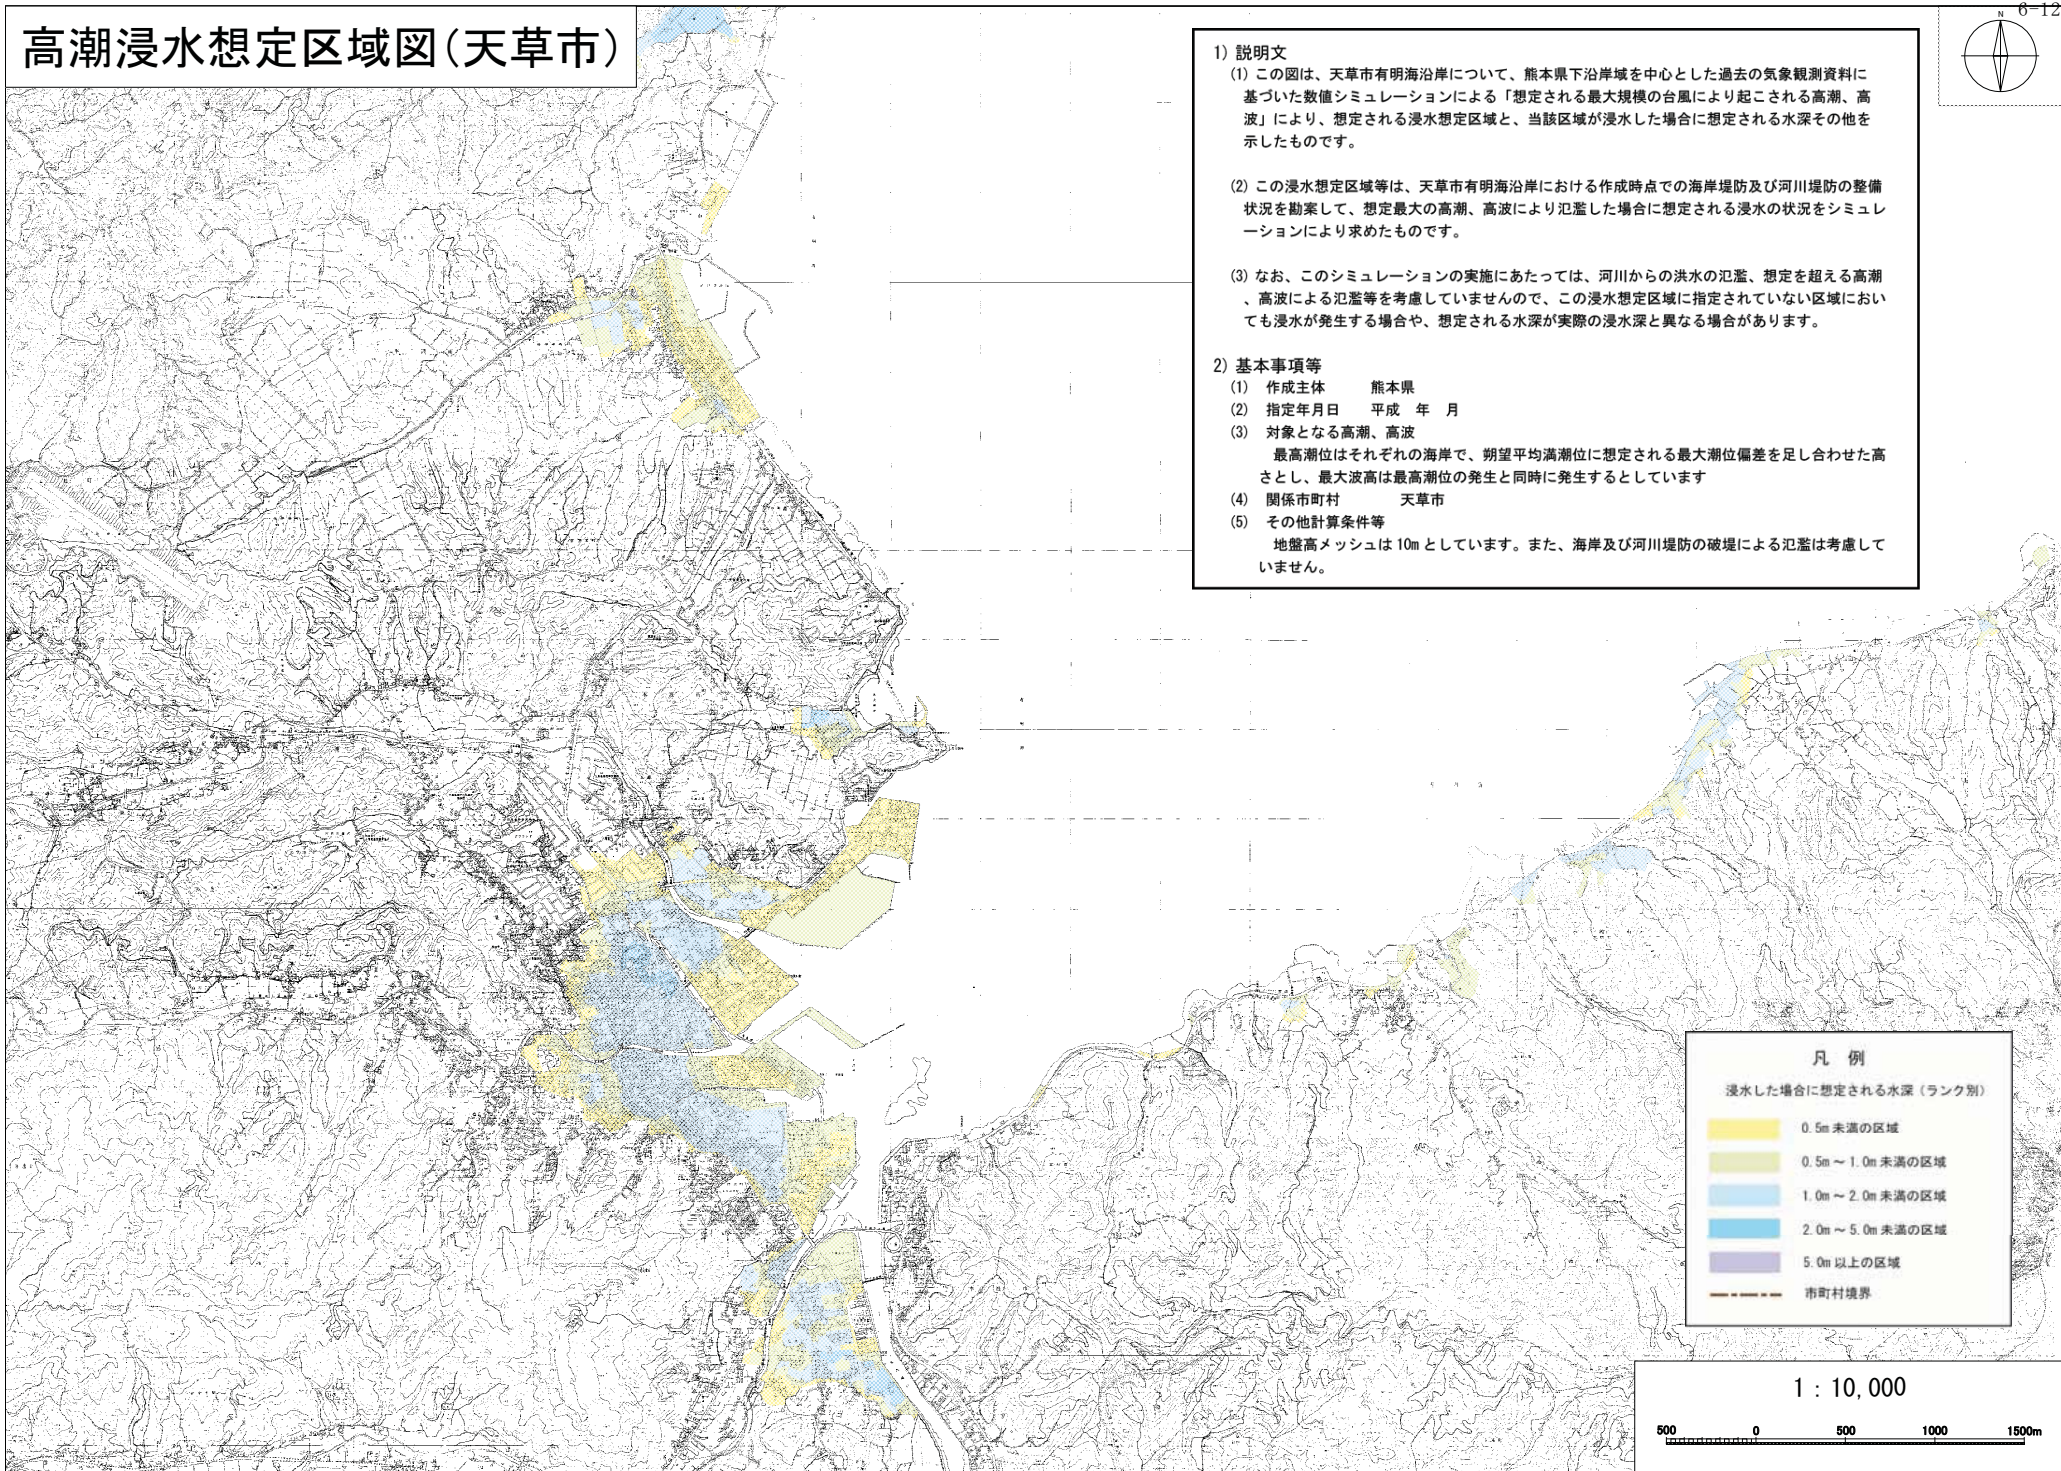 6-12
高潮浸水想定区域図(天草市)
N
1) 説明文
(1) この図は、天草市有明海沿岸について、熊本県下沿岸域を中心とした過去の気象観測資料に
基づいた数値シミュレーションによる「想定される最大規模の台風により起こされる高潮、高
波」により、想定される浸水想定区域と、当該区域が浸水した場合に想定される水深その他を
示したものです。
(2) この浸水想定区域等は、天草市有明海沿岸における作成時点での海岸堤防及び河川堤防の整備
状況を勘案して、想定最大の高潮、高波により氾濫した場合に想定される浸水の状況をシミュレ
ーションにより求めたものです。
(3) なお、このシミュレーションの実施にあたっては、河川からの洪水の氾濫、想定を超える高潮
、高波による氾濫等を考慮していませんので、この浸水想定区域に指定されていない区域におい
ても浸水が発生する場合や、想定される水深が実際の浸水深と異なる場合があります。
2) 基本事項等
(1) 作成主体 熊本県
(2) 指定年月日 平成 年 月
(3) 対象となる高潮、高波
最高潮位はそれぞれの海岸で、朔望平均満潮位に想定される最大潮位偏差を足し合わせた高
さとし、最大波高は最高潮位の発生と同時に発生するとしています
(4) 関係市町村 天草市
(5) その他計算条件等
地盤高メッシュは10mとしています。また、海岸及び河川堤防の破堤による氾濫は考慮して
いません。
凡 例
浸水した場合に想定される水深(ランク別)
0.5m未満の区域
0.5m～1.0m未満の区域
1.0m～2.0m未満の区域
2.0m～5.0m未満の区域
5.0m以上の区域
市町村境界
1:10,000
500 0 500 1000 1500m